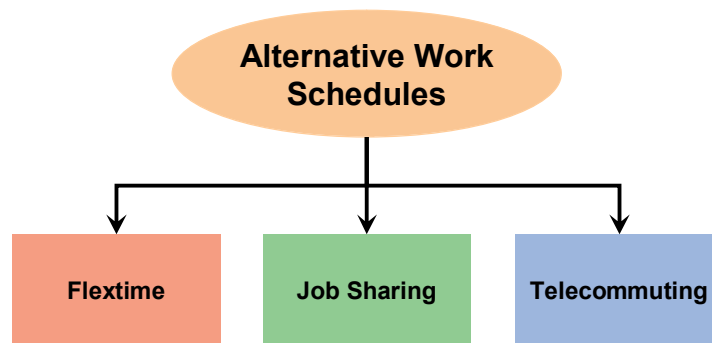 Alternative Work
Schedules
Flextime
Job Sharing
Telecommuting